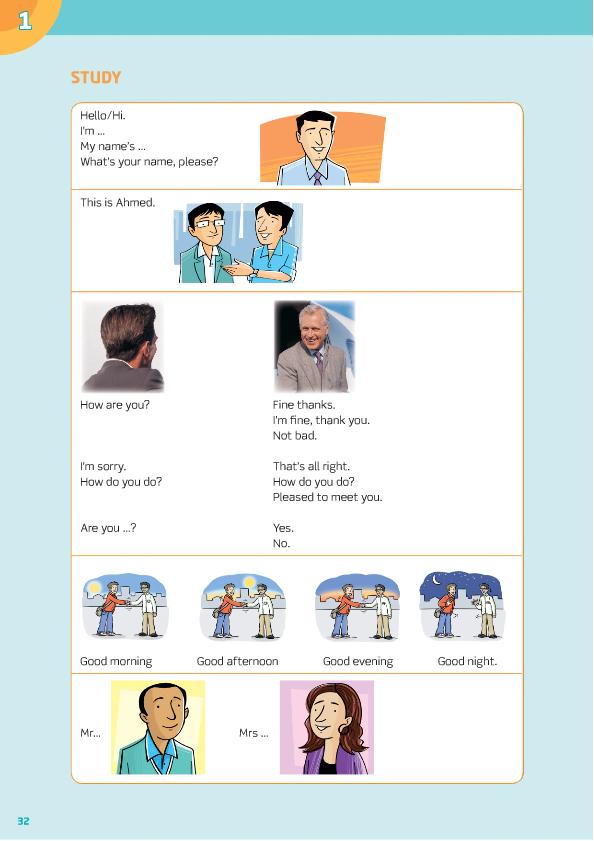 1
STUDY
Hello/Hi.
I'm ...
My name's ...
What's your name, please?
This is Ahmed.
How are you?
Fine thanks.
I'm fine, thank you.
Not bad.
I'm sorry.
That's all right.
How do you do?
How do you do?
Pleased to meet you.
Are you ...?
Yes.
No.
Good morning
Good afternoon
Good evening
Good night.
Mr...
Mrs ...
32